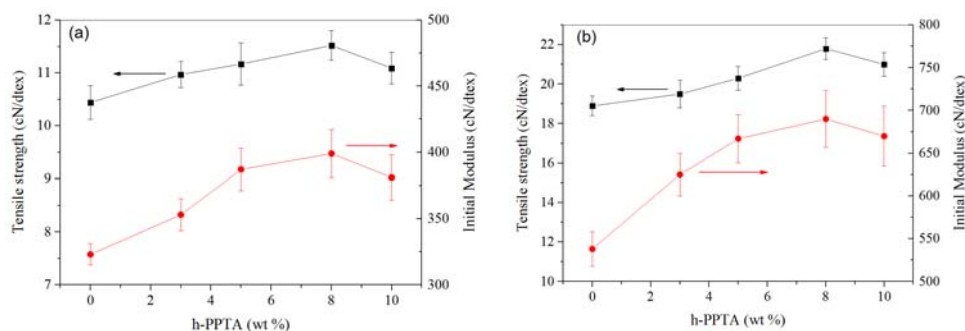 (a)
Tensile strength (cN/dtex)
12
11
10
9
8
7
500
450
400
350
300
Initial Modulus (cN/dtex)
0 2 4 6 8 10
h-PPTA (wt %)
(b)
Tensile strength (cN/dtex)
22
20
18
16
14
12
10
800
750
700
650
600
550
500
Initial Modulus (cN/dtex)
0 2 4 6 8 10
h-PPTA (wt %)